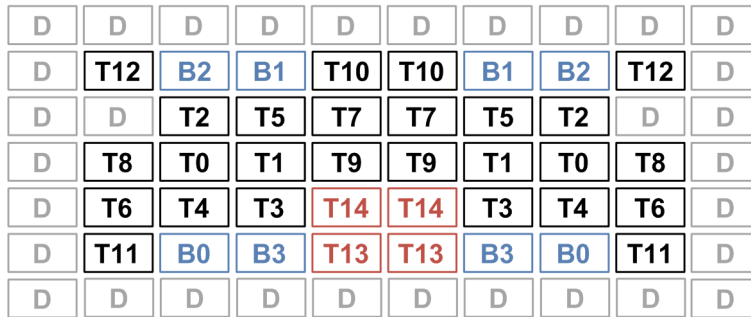 D D D D D D D D D D
D T12 B2 B1 T10 T10 B1 B2 T12 D
D D T2 T5 T7 T7 T5 T2 D D
D T8 T0 T1 T9 T9 T1 T0 T8 D
D T6 T4 T3 T14 T14 T3 T4 T6 D
D T11 B0 B3 T13 T13 B3 B0 T11 D
D D D D D D D D D D